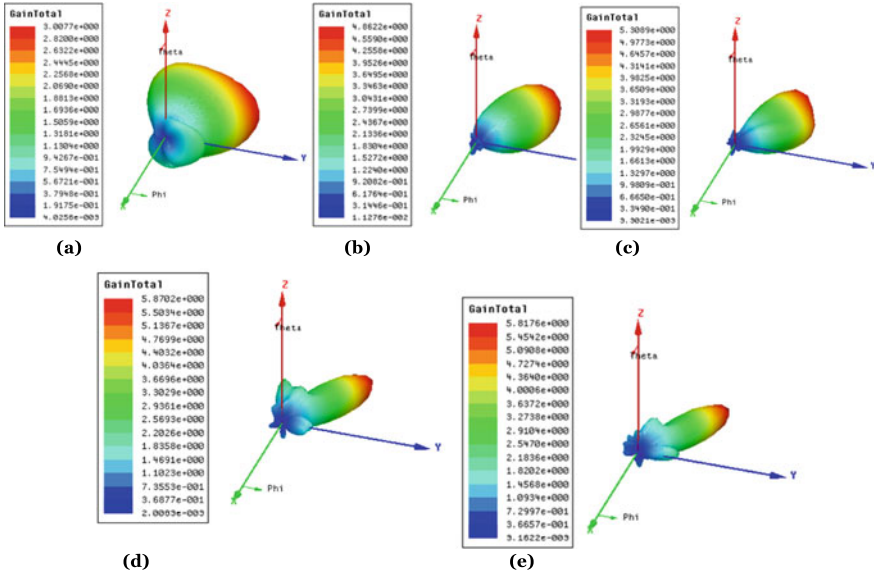 GainTotal
3.0077e+000
2.8200e+000
2.6322e+000
2.4445e+000
2.2568e+000
2.0690e+000
1.8813e+000
1.6936e+000
1.5059e+000
1.3181e+000
1.1304e+000
9.4267e-001
7.5494e-001
5.6721e-001
3.7948e-001
1.9175e-001
4.0258e-003
Z
Theta
Y
Phi
X
(a)
GainTotal
4.8622e+000
4.5590e+000
4.2558e+000
3.9526e+000
3.6495e+000
3.3463e+000
3.0431e+000
2.7399e+000
2.4367e+000
2.1336e+000
1.8304e+000
1.5272e+000
1.2240e+000
9.2082e-001
6.1764e-001
3.1446e-001
1.1276e-002
Z
Theta
Phi
X
(b)
GainTotal
5.3089e+000
4.9773e+000
4.6457e+000
4.3141e+000
3.9825e+000
3.6509e+000
3.3193e+000
2.9877e+000
2.6561e+000
2.3245e+000
1.9929e+000
1.6613e+000
1.3297e+000
9.9809e-001
6.6650e-001
3.3490e-001
3.3021e-003
Z
Theta
Y
Phi
X
(c)
GainTotal
5.8702e+000
5.5034e+000
5.1367e+000
4.7699e+000
4.4032e+000
4.0364e+000
3.6696e+000
3.3029e+000
2.9361e+000
2.5693e+000
2.2026e+000
1.8358e+000
1.4691e+000
1.1023e+000
7.3553e-001
3.6877e-001
2.0083e-003
Z
Theta
Y
Phi
X
(d)
GainTotal
5.8176e+000
5.4542e+000
5.0908e+000
4.7274e+000
4.3640e+000
4.0006e+000
3.6372e+000
3.2738e+000
2.9104e+000
2.5470e+000
2.1836e+000
1.8202e+000
1.4568e+000
1.0934e+000
7.2997e-001
3.6657e-001
3.1622e-003
Z
Theta
Y
Phi
X
(e)